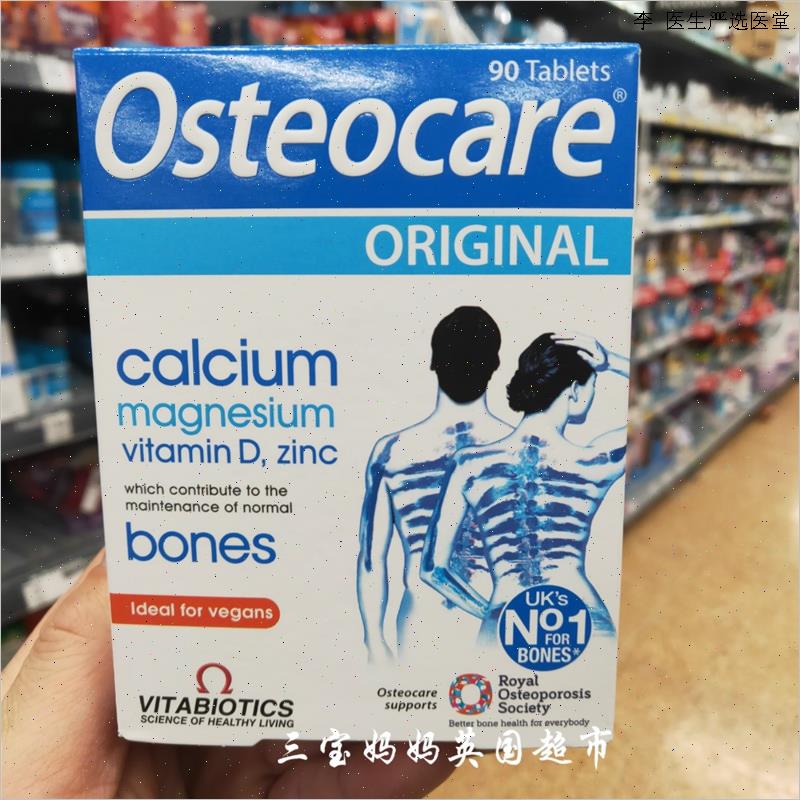 李 医生严选医堂
90 Tablets
Osteocare®
ORIGINAL
calcium
magnesium
vitamin D, zinc
which contribute to the
maintenance of normal
bones
Ideal for vegans
UK's
No1
FOR
BONES*
VITABIOTICS
SCIENCE OF HEALTHY LIVING
Osteocare
supports
Royal
Osteoporosis
Society
Better bone health for everybody
三宝妈妈英国超市